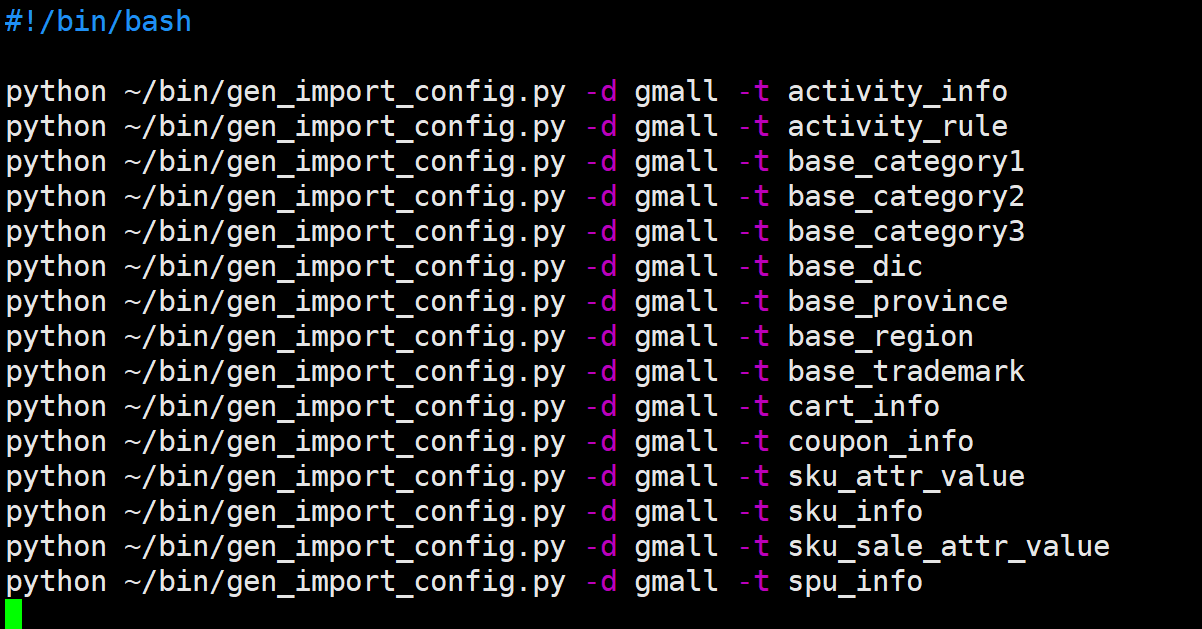 #!/bin/bash
python ~/bin/gen_import_config.py -d gmall -t activity_info
python ~/bin/gen_import_config.py -d gmall -t activity_rule
python ~/bin/gen_import_config.py -d gmall -t base_category1
python ~/bin/gen_import_config.py -d gmall -t base_category2
python ~/bin/gen_import_config.py -d gmall -t base_category3
python ~/bin/gen_import_config.py -d gmall -t base_dic
python ~/bin/gen_import_config.py -d gmall -t base_province
python ~/bin/gen_import_config.py -d gmall -t base_region
python ~/bin/gen_import_config.py -d gmall -t base_trademark
python ~/bin/gen_import_config.py -d gmall -t cart_info
python ~/bin/gen_import_config.py -d gmall -t coupon_info
python ~/bin/gen_import_config.py -d gmall -t sku_attr_value
python ~/bin/gen_import_config.py -d gmall -t sku_info
python ~/bin/gen_import_config.py -d gmall -t sku_sale_attr_value
python ~/bin/gen_import_config.py -d gmall -t spu_info